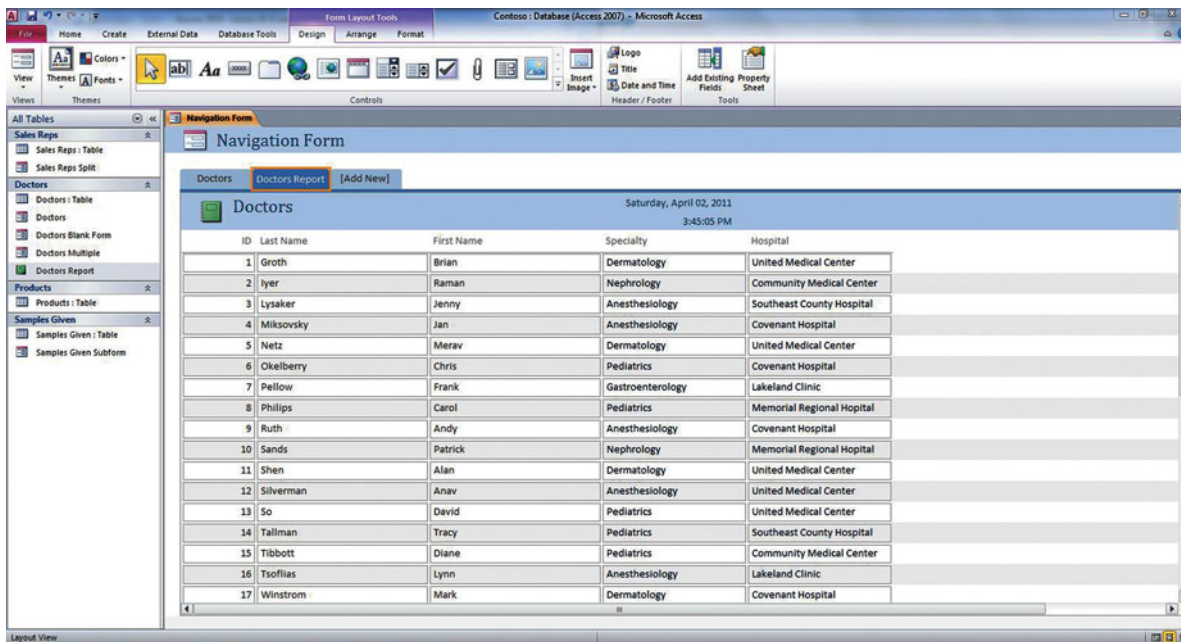 Form Layout Tools
Contoso : Database (Access 2007) - Microsoft Access
File Home Create External Data Database Tools Design Arrange Format
View
Views
Themes
Aa
Colors
A Fonts
Themes
ab| Aa xxxx
Controls
Insert Image
Logo
Title
Date and Time
Header / Footer
Add Existing Fields
Property Sheet
Tools
All Tables
Sales Reps
Sales Reps : Table
Sales Reps Split
Doctors
Doctors : Table
Doctors
Doctors Blank Form
Doctors Multiple
Doctors Report
Products
Products : Table
Samples Given
Samples Given : Table
Samples Given Subform
Navigation Form
Navigation Form
Doctors Doctors Report [Add New]
Doctors
Saturday, April 02, 2011
3:45:05 PM
ID Last Name First Name Specialty Hospital
1 Groth Brian Dermatology United Medical Center
2 Iyer Raman Nephrology Community Medical Center
3 Lysaker Jenny Anesthesiology Southeast County Hospital
4 Miksovsky Jan Anesthesiology Covenant Hospital
5 Netz Merav Dermatology United Medical Center
6 Okelberry Chris Pediatrics Covenant Hospital
7 Pellow Frank Gastroenterology Lakeland Clinic
8 Philips Carol Pediatrics Memorial Regional Hopital
9 Ruth Andy Anesthesiology Covenant Hospital
10 Sands Patrick Nephrology Memorial Regional Hopital
11 Shen Alan Dermatology United Medical Center
12 Silverman Anav Anesthesiology United Medical Center
13 So David Pediatrics United Medical Center
14 Tallman Tracy Pediatrics Southeast County Hospital
15 Tibbott Diane Pediatrics Community Medical Center
16 Tsoflias Lynn Anesthesiology Lakeland Clinic
17 Winstrom Mark Dermatology Covenant Hospital
Layout View